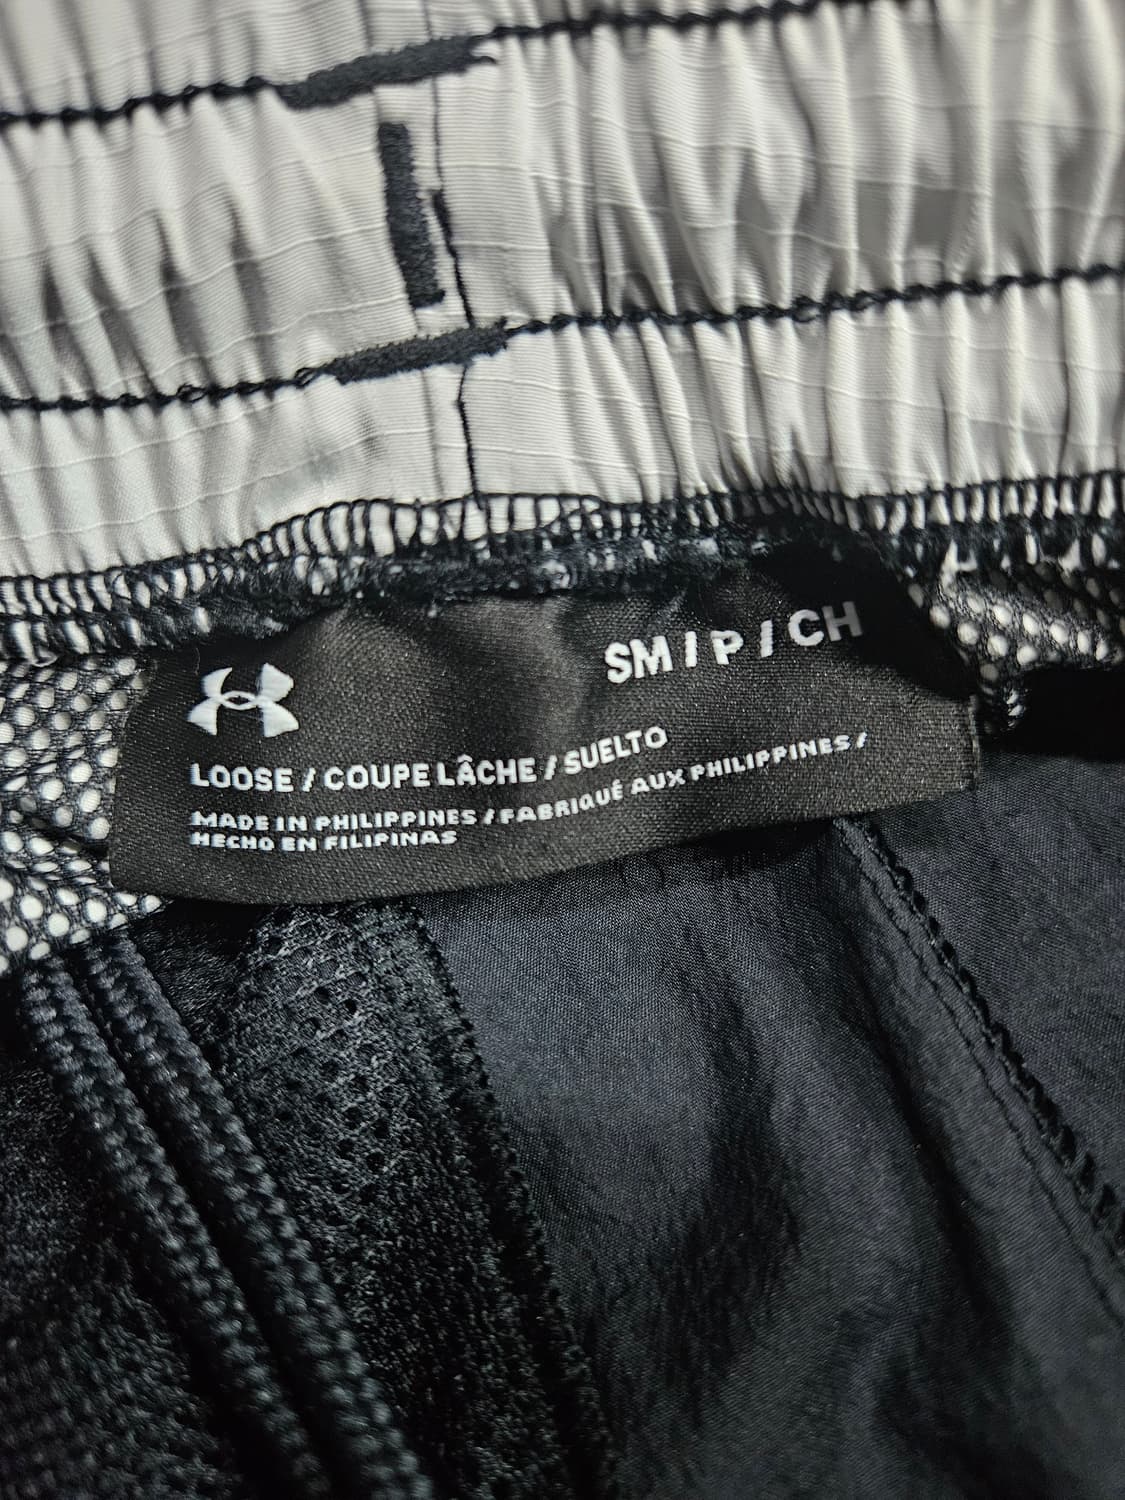 SM / P / CH
LOOSE / COUPE LÂCHE / SUELTO
MADE IN PHILIPPINES / FABRIQUÉ AUX PHILIPPINES /
HECHO EN FILIPINAS